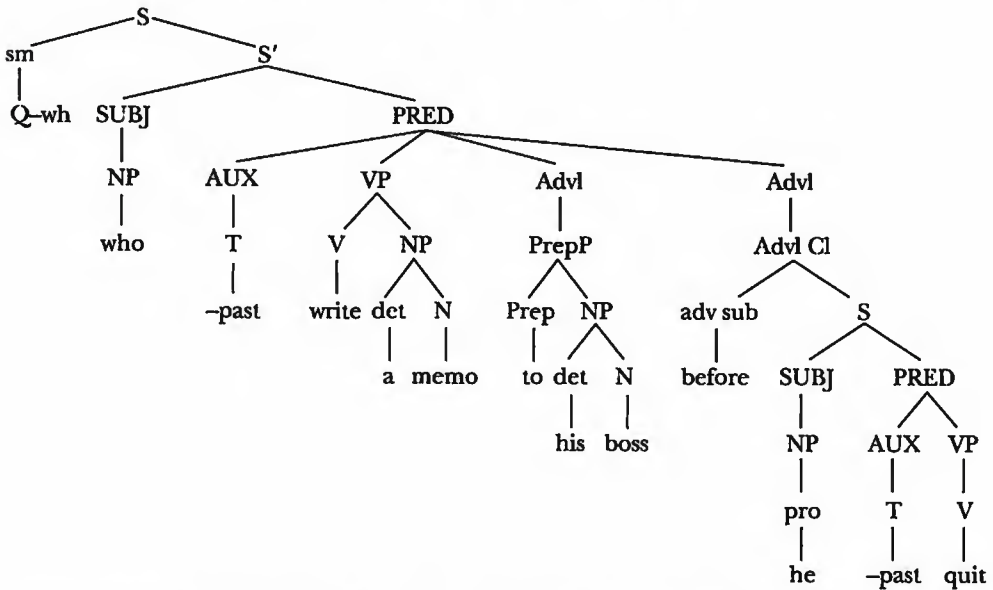 S
sm S′
Q–wh SUBJ PRED
NP AUX VP Advl Advl
who T V NP PrepP Advl Cl
–past write det N Prep NP adv sub S
a memo to det N before SUBJ PRED
his boss NP AUX VP
pro T V
he –past quit